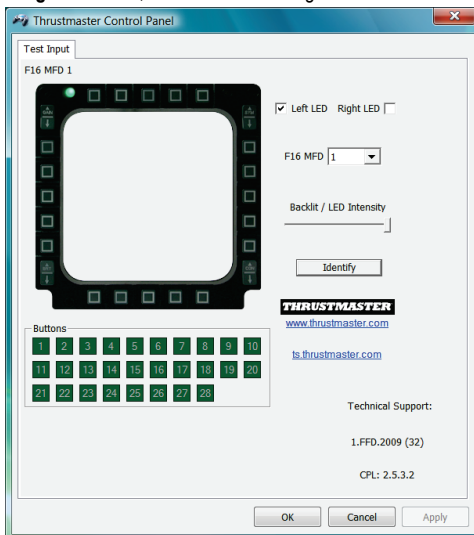 Thrustmaster Control Panel
Test Input
F16 MFD 1
Left LED Right LED
F16 MFD 1
Backlit / LED Intensity
Identify
THRUSTMASTER
www.thrustmaster.com
ts.thrustmaster.com
Buttons
1 2 3 4 5 6 7 8 9 10
11 12 13 14 15 16 17 18 19 20
21 22 23 24 25 26 27 28
Technical Support:
1.FFD.2009 (32)
CPL: 2.5.3.2
OK Cancel Apply